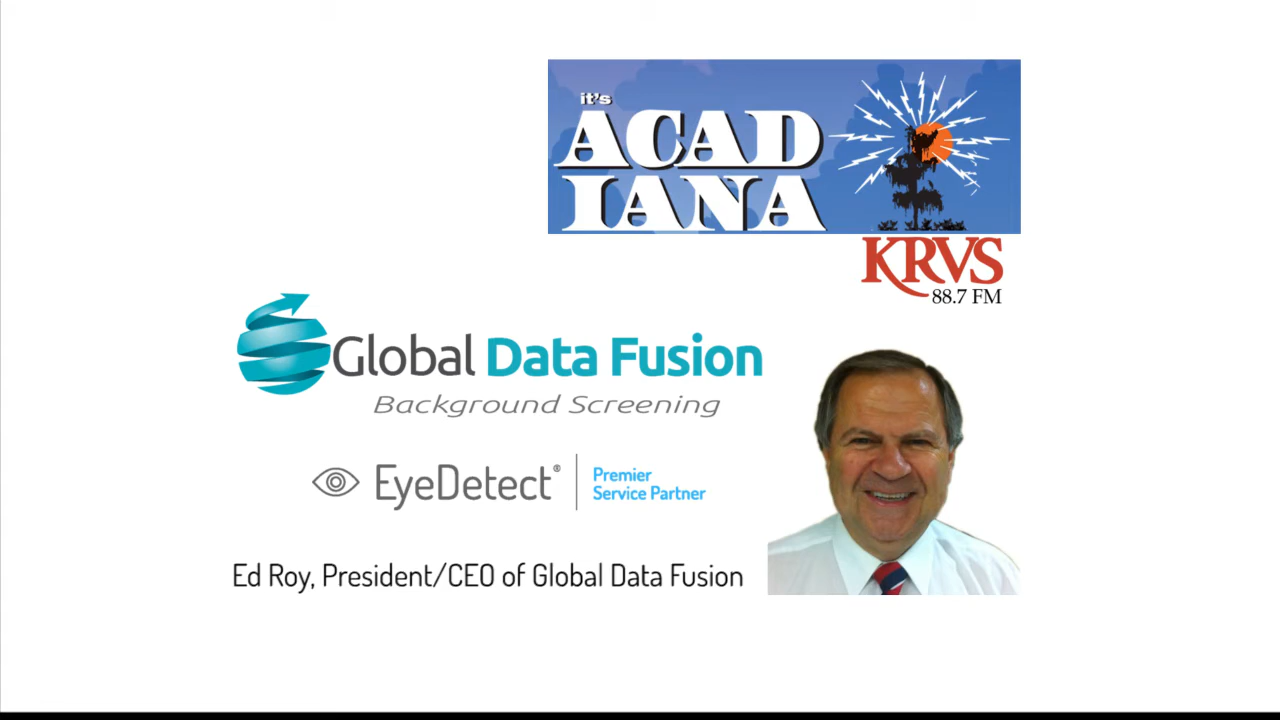 it's
ACAD
IANA
KRVS
88.7 FM
Global Data Fusion
Background Screening
EyeDetect®
Premier
Service Partner
Ed Roy, President/CEO of Global Data Fusion